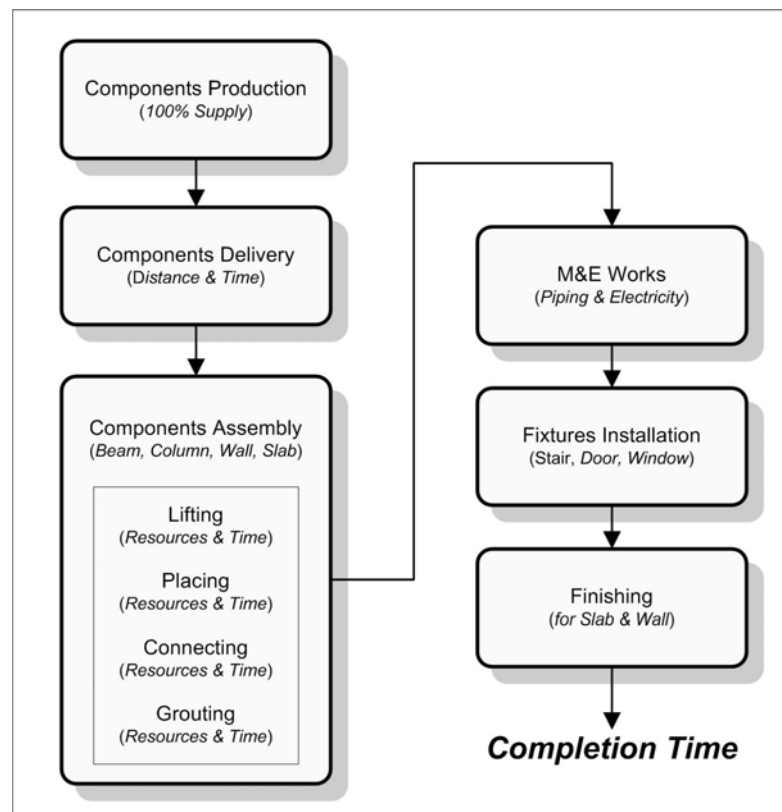 Components Production
(100% Supply)
Components Delivery
(Distance & Time)
Components Assembly
(Beam, Column, Wall, Slab)
Lifting
(Resources & Time)
Placing
(Resources & Time)
Connecting
(Resources & Time)
Grouting
(Resources & Time)
M&E Works
(Piping & Electricity)
Fixtures Installation
(Stair, Door, Window)
Finishing
(for Slab & Wall)
Completion Time